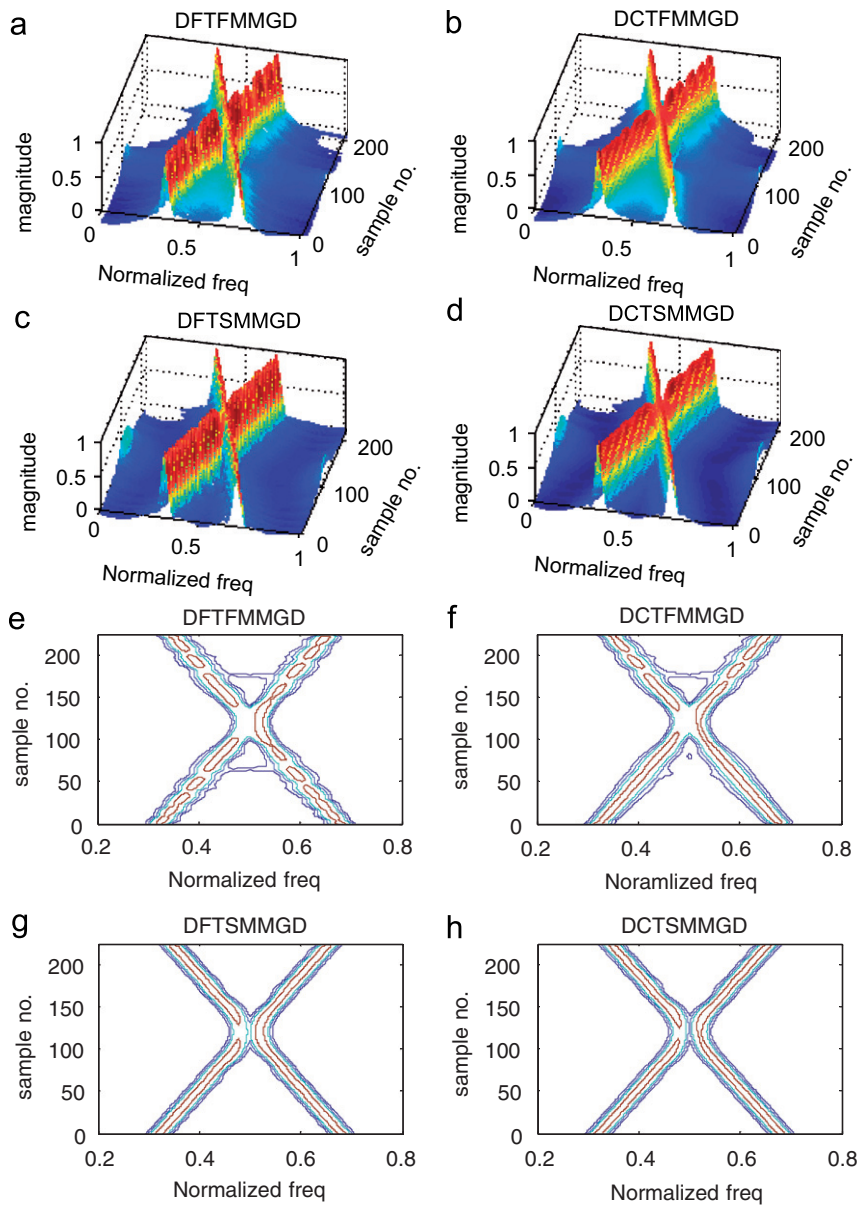 a
DFTFMMGD
magnitude
1
0.5
0
0
0.5
1
Normalized freq
0
100
200
sample no.
b
DCTFMMGD
magnitude
1
0.5
0
0
0.5
1
Normalized freq
0
100
200
sample no.
c
DFTSMMGD
magnitude
1
0.5
0
0
0.5
1
Normalized freq
0
100
200
sample no.
d
DCTSMMGD
magnitude
1
0.5
0
0
0.5
1
Normalized freq
0
100
200
sample no.
e
DFTFMMGD
sample no.
200
150
100
50
0
0.2
0.4
0.6
0.8
Normalized freq
f
DCTFMMGD
sample no.
200
150
100
50
0
0.2
0.4
0.6
0.8
Noramlized freq
g
DFTSMMGD
sample no.
200
150
100
50
0
0.2
0.4
0.6
0.8
Normalized freq
h
DCTSMMGD
sample no.
200
150
100
50
0
0.2
0.4
0.6
0.8
Normalized freq